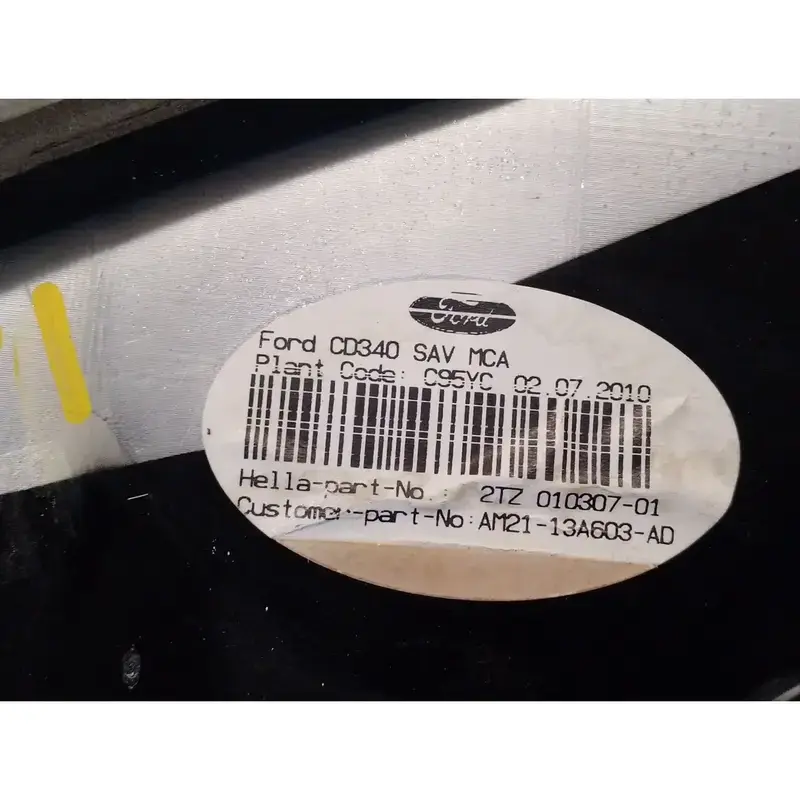 Ford
Ford CD340 SAV MCA
Plant Code: C95YC 02.07.2010
Hella-part-No.: 2TZ 010307-01
Customer-part-No: AM21-13A603-AD